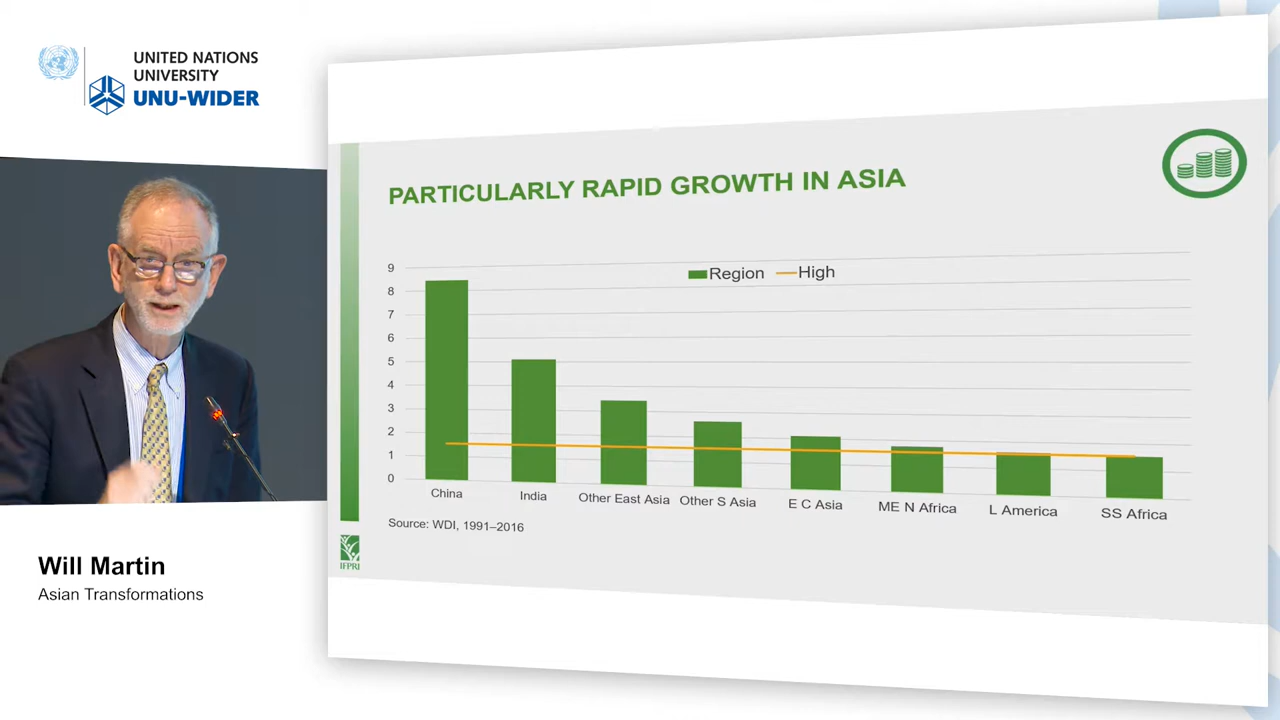 UNITED NATIONS
UNIVERSITY
UNU-WIDER
Will Martin
Asian Transformations
PARTICULARLY RAPID GROWTH IN ASIA
Region High
9
8
7
6
5
4
3
2
1
0
China India Other East Asia Other S Asia E C Asia ME N Africa L America SS Africa
Source: WDI, 1991–2016
IFPRI